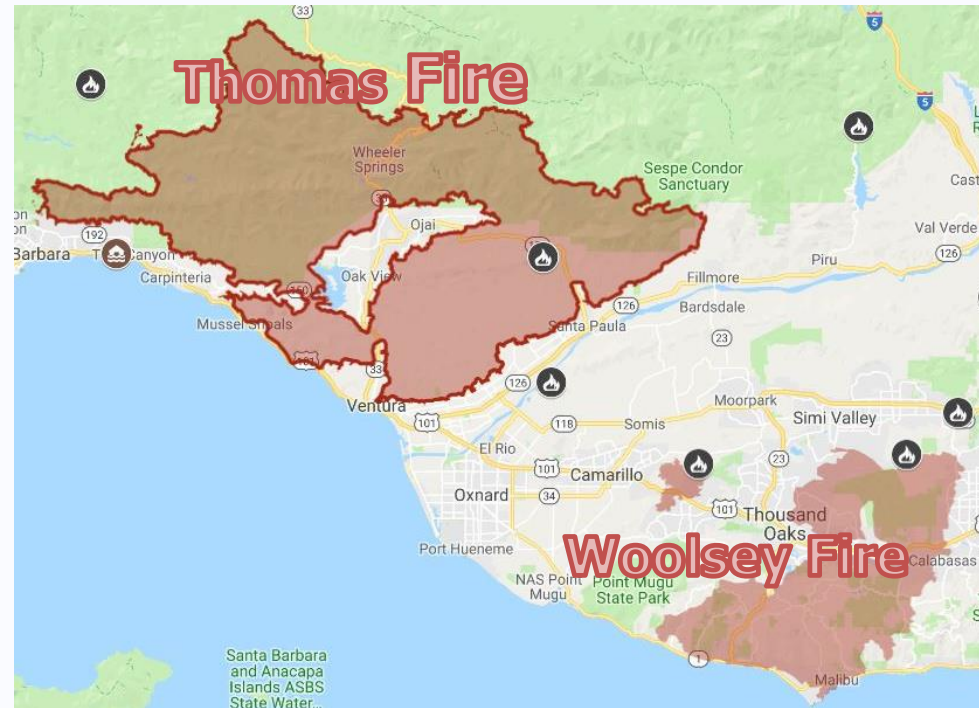 33
5
Thomas Fire
5
Wheeler
Springs
Sespe Condor
Sanctuary
Cast
33
192
Ojai
Val Verde
Barbara
Canyon
126
Carpinteria
Oak View
Piru
Fillmore
150
126
Bardsdale
Mussel Shoals
Santa Paula
23
101
33
126
Ventura
Moorpark
Simi Valley
101
118
Somis
El Rio
23
101
Camarillo
Oxnard
34
101
Thousand
Oaks
Port Hueneme
Woolsey Fire
Calabasas
NAS Point
Mugu
Point Mugu
State Park
1
Santa Barbara
and Anacapa
Islands ASBS
State Water...
Malibu